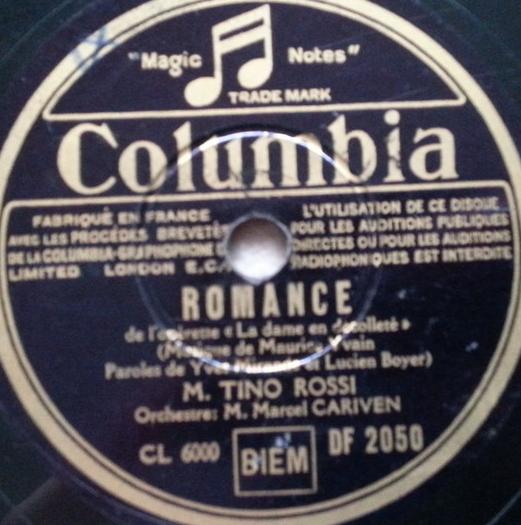 "Magic Notes"
TRADE MARK
Columbia
FABRIQUÉ EN FRANCE
AVEC LES PROCÉDÉS BREVETÉS
DE LA COLUMBIA-GRAPHOPHONE C
LIMITED LONDON E.C.
L'UTILISATION DE CE DISQUE
POUR LES AUDITIONS PUBLIQUES
DIRECTES OU POUR LES AUDITIONS
RADIOPHONIQUES EST INTERDITE
ROMANCE
de l'opérette « La dame en décolleté »
(Musique de Maurice Yvain
Paroles de Yves Mirande et Lucien Boyer)
M. TINO ROSSI
Orchestre: M. Marcel CARIVEN
CL 6000 BIEM DF 2050